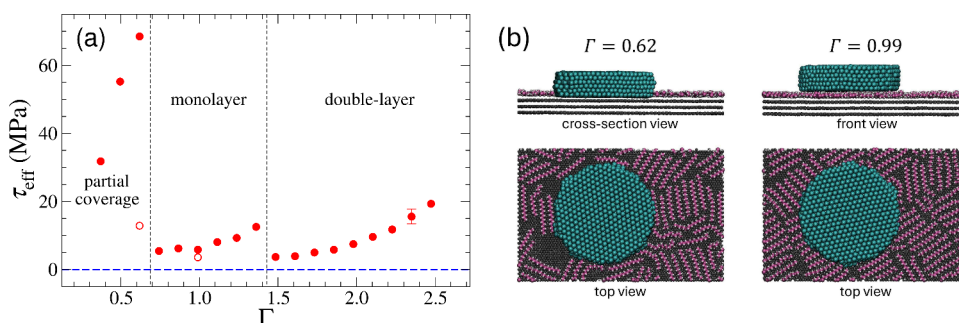 (a)
τeff (MPa)
60
40
20
0
partial
coverage
monolayer
double-layer
0.5
1.0
1.5
2.0
2.5
Γ
(b)
Γ = 0.62
Γ = 0.99
cross-section view
front view
top view
top view